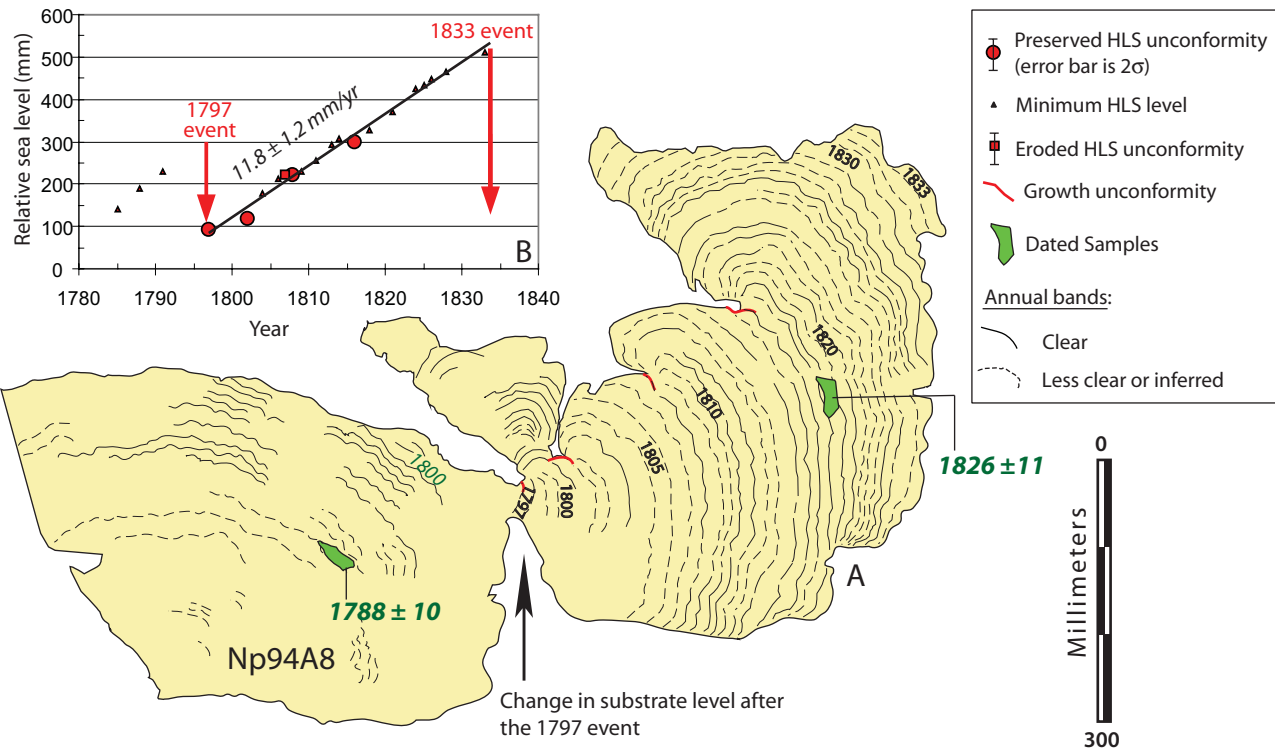 600
500
400
300
200
100
0
Relative sea level (mm)
1780
1790
1800
1810
1820
1830
1840
Year
1797
event
1833 event
11.8 ± 1.2 mm/yr
B
Preserved HLS unconformity
(error bar is 2σ)
Minimum HLS level
Eroded HLS unconformity
Growth unconformity
Dated Samples
Annual bands:
Clear
Less clear or inferred
1830
1833
1820
1810
1805
1800
1797
1800
1826 ±11
1788 ± 10
Np94A8
A
Change in substrate level after
the 1797 event
0
Millimeters
300